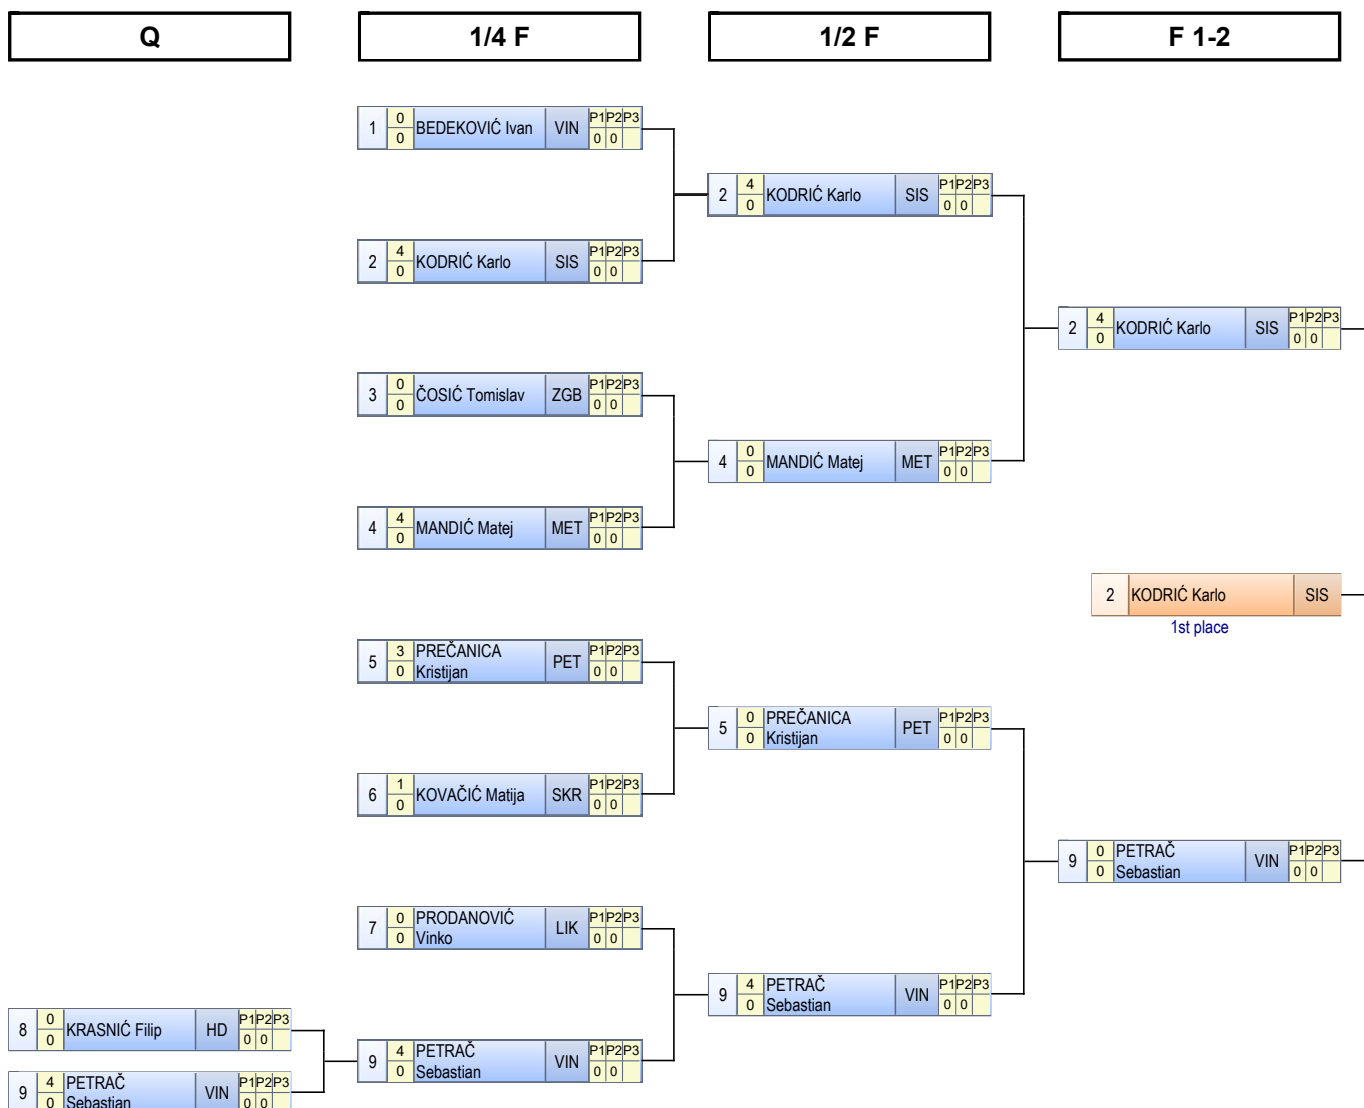 Q
1/4 F
1/2 F
F 1-2
1 0 BEDEKOVIĆ Ivan VIN P1 P2 P3
0 0 0
2 4 KODRIĆ Karlo SIS P1 P2 P3
0 0 0
2 4 KODRIĆ Karlo SIS P1 P2 P3
0 0 0
2 4 KODRIĆ Karlo SIS P1 P2 P3
0 0 0
3 0 ČOSIĆ Tomislav ZGB P1 P2 P3
0 0 0
4 0 MANDIĆ Matej MET P1 P2 P3
0 0 0
4 4 MANDIĆ Matej MET P1 P2 P3
0 0 0
2 KODRIĆ Karlo SIS
1st place
5 3 PREČANICA PET P1 P2 P3
0 Kristijan 0 0
5 0 PREČANICA PET P1 P2 P3
0 Kristijan 0 0
6 1 KOVAČIĆ Matija SKR P1 P2 P3
0 0 0
9 0 PETRAČ VIN P1 P2 P3
0 Sebastian 0 0
7 0 PRODANOVIĆ LIK P1 P2 P3
0 Vinko 0 0
9 4 PETRAČ VIN P1 P2 P3
0 Sebastian 0 0
8 0 KRASNIĆ Filip HD P1 P2 P3
0 0 0
9 4 PETRAČ VIN P1 P2 P3
0 Sebastian 0 0
9 4 PETRAČ VIN P1 P2 P3
0 Sebastian 0 0